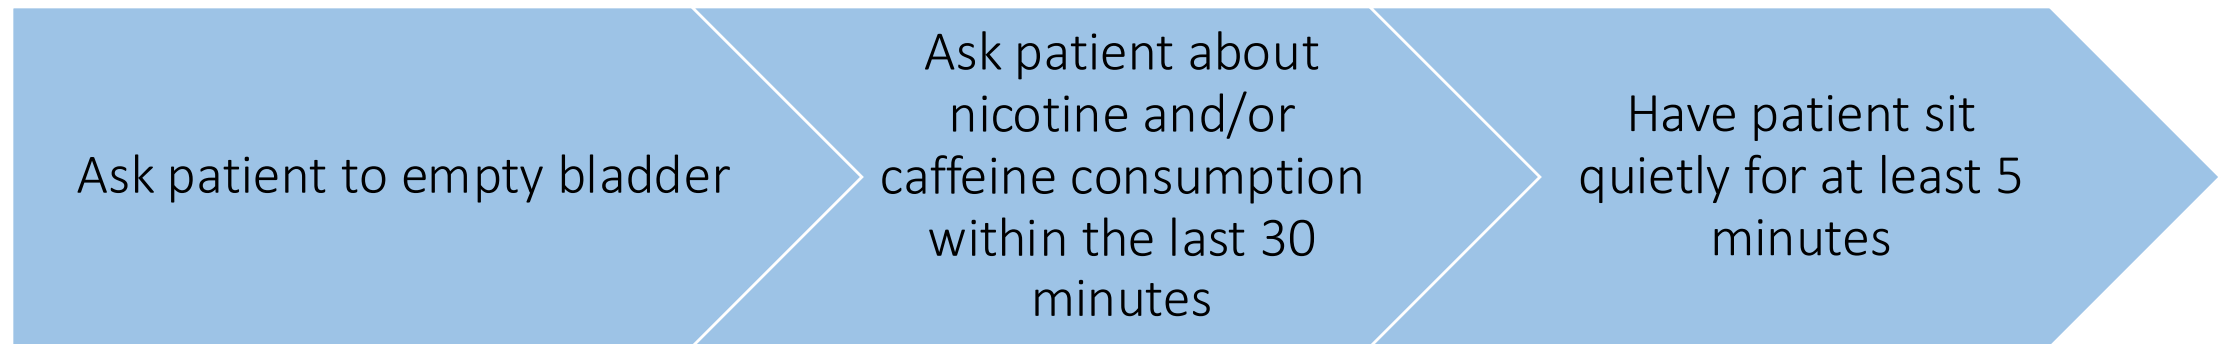 Ask patient to empty bladder
Ask patient about
nicotine and/or
caffeine consumption
within the last 30
minutes
Have patient sit
quietly for at least 5
minutes